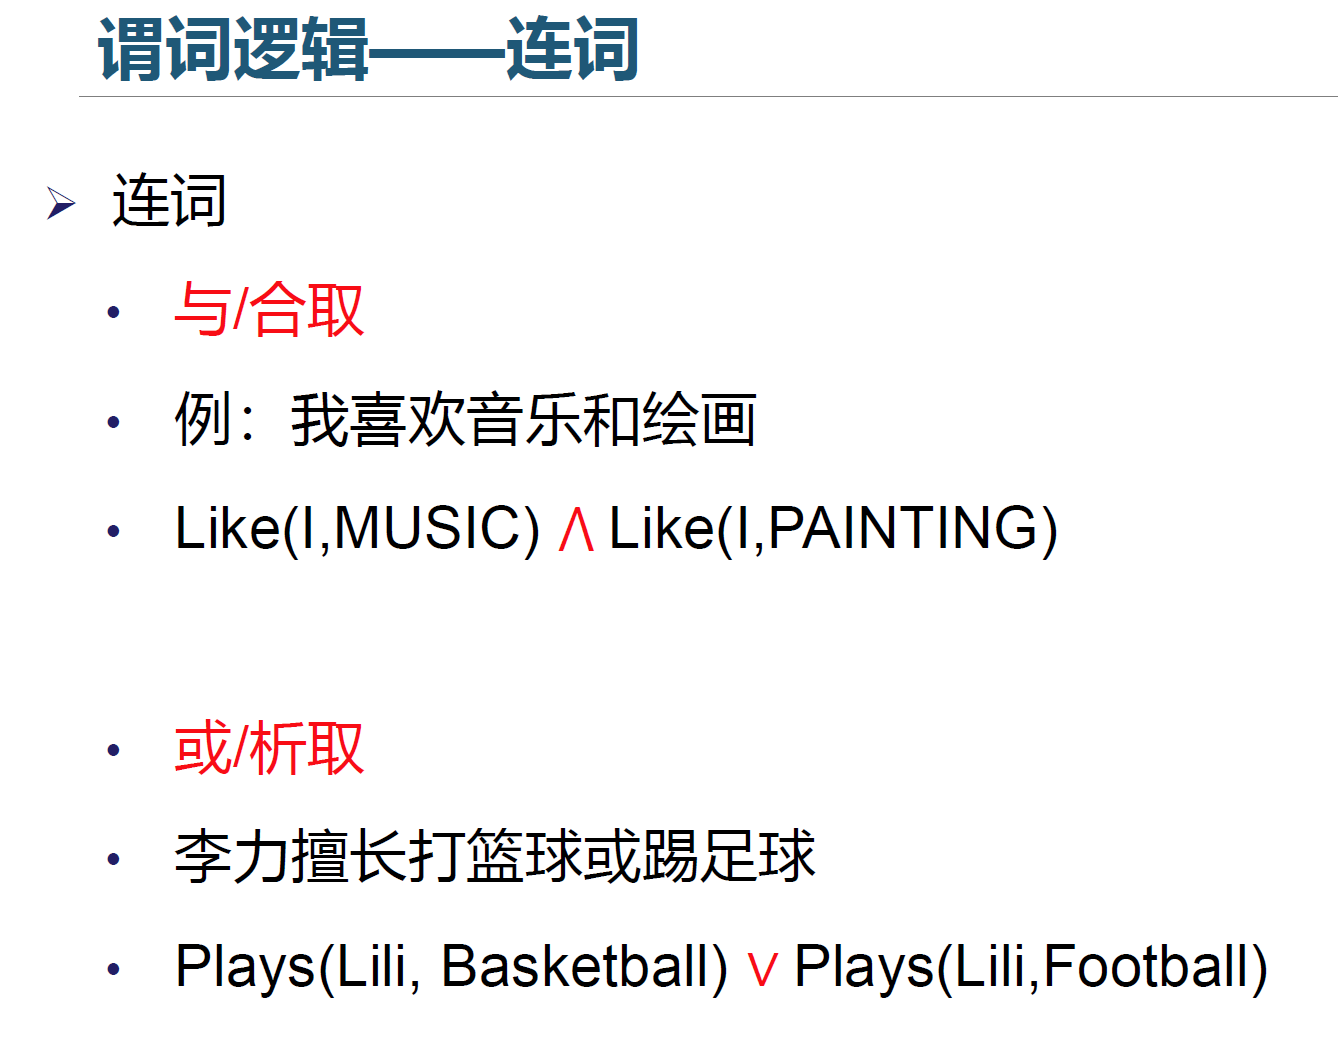 谓词逻辑——连词
连词
与/合取
例：我喜欢音乐和绘画
Like(I,MUSIC) ∧ Like(I,PAINTING)
或/析取
李力擅长打篮球或踢足球
Plays(Lili, Basketball) ∨ Plays(Lili,Football)